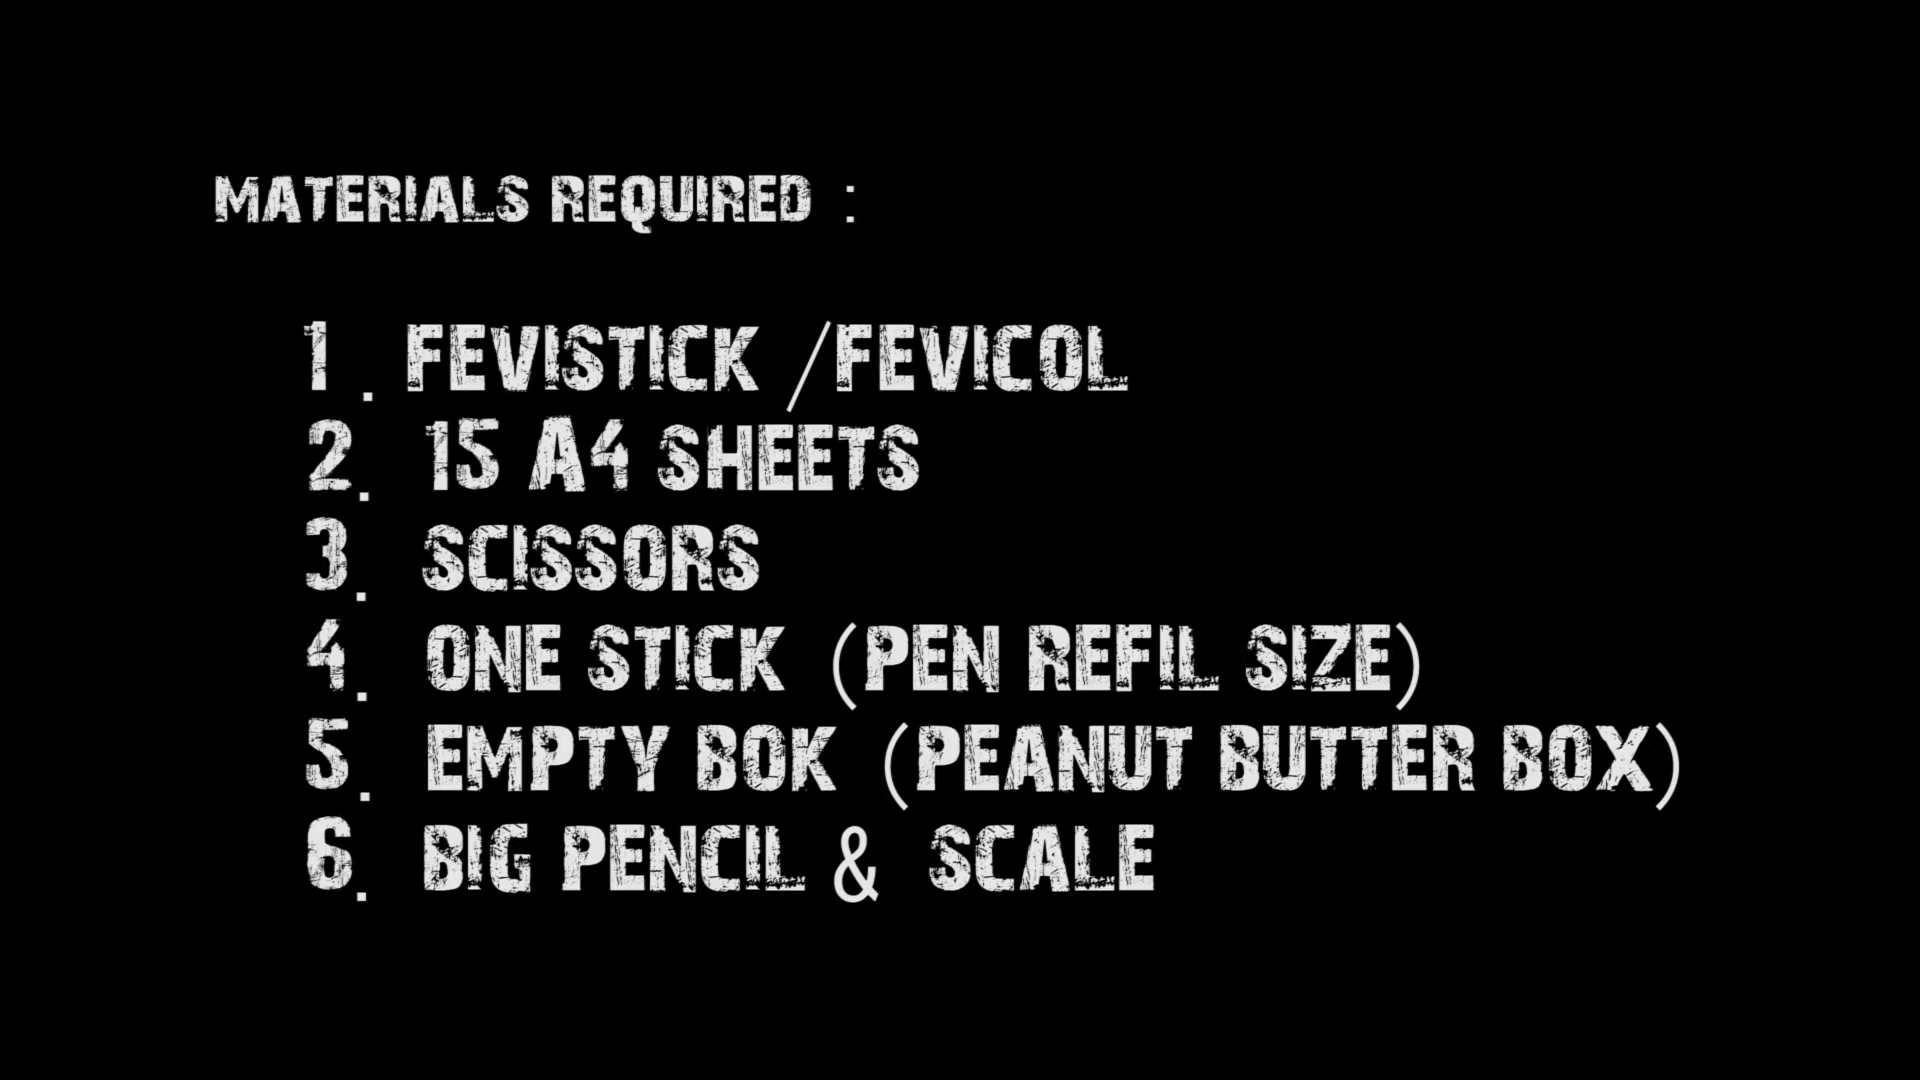 MATERIALS REQUIRED :
1 . FEVISTICK /FEVICOL
2. 15 A4 SHEETS
3. SCISSORS
4. ONE STICK (PEN REFIL SIZE)
5. EMPTY BOK (PEANUT BUTTER BOX)
6. BIG PENCIL & SCALE